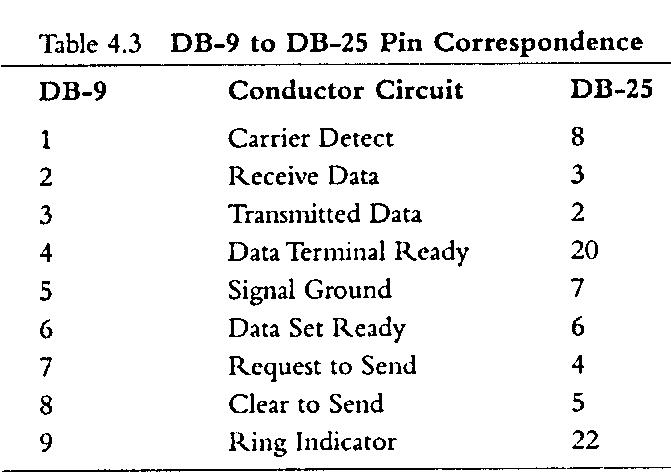 Table 4.3 DB-9 to DB-25 Pin Correspondence
DB-9 Conductor Circuit DB-25
1 Carrier Detect 8
2 Receive Data 3
3 Transmitted Data 2
4 Data Terminal Ready 20
5 Signal Ground 7
6 Data Set Ready 6
7 Request to Send 4
8 Clear to Send 5
9 Ring Indicator 22